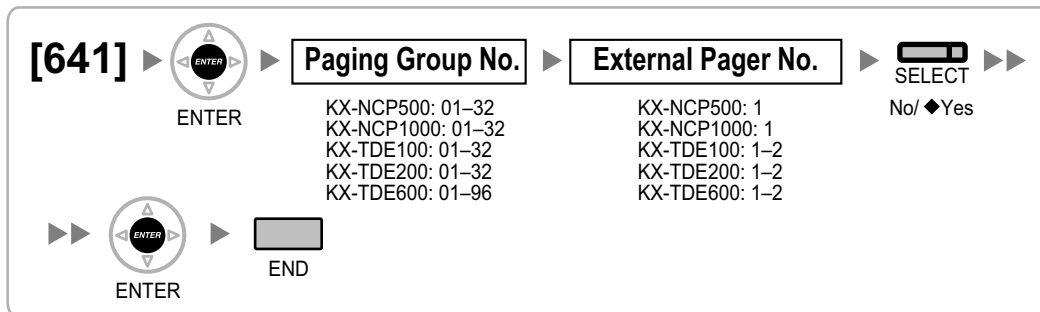 [641] ENTER Paging Group No. External Pager No. SELECT
ENTER
No/ ◆Yes
KX-NCP500: 01–32
KX-NCP1000: 01–32
KX-TDE100: 01–32
KX-TDE200: 01–32
KX-TDE600: 01–96
KX-NCP500: 1
KX-NCP1000: 1
KX-TDE100: 1–2
KX-TDE200: 1–2
KX-TDE600: 1–2
ENTER
ENTER
END